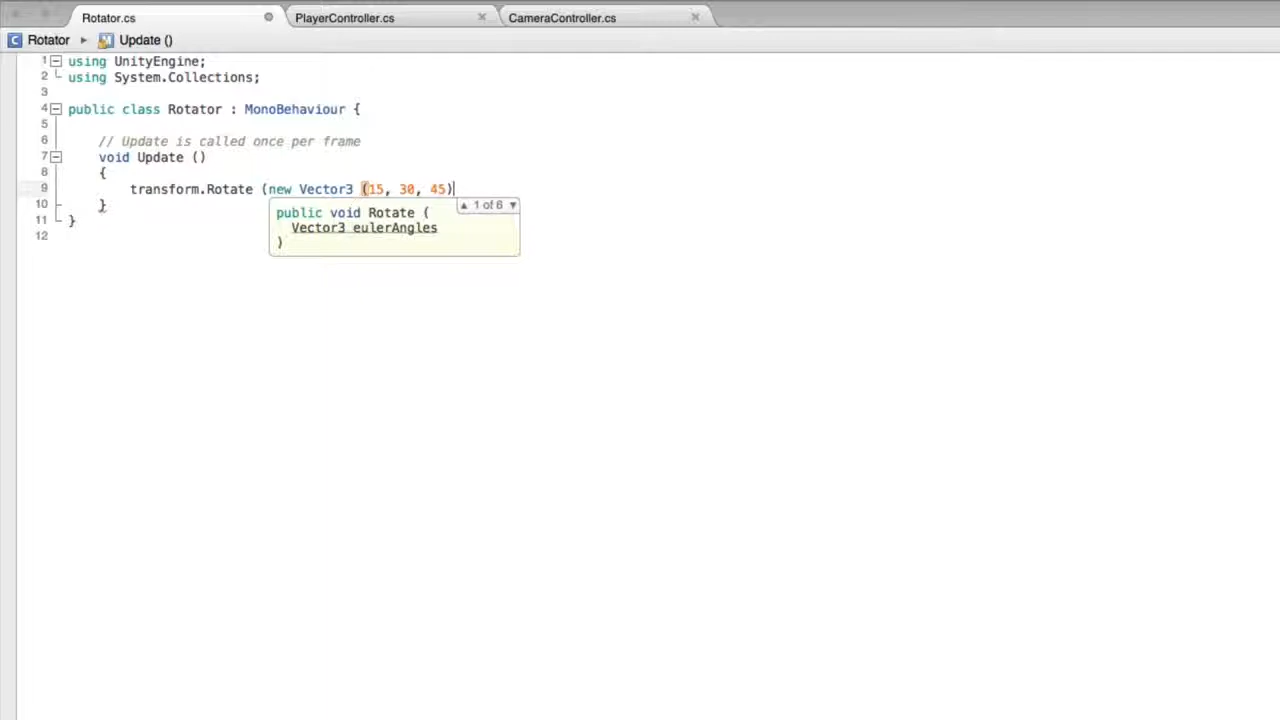 Rotator.cs PlayerController.cs CameraController.cs
Rotator Update ()
1 using UnityEngine;
2 using System.Collections;
3
4 public class Rotator : MonoBehaviour {
5
6 // Update is called once per frame
7 void Update ()
8 {
9 transform.Rotate (new Vector3 (15, 30, 45)
10 }
11 }
12
▲ 1 of 6 ▼
public void Rotate (
Vector3 eulerAngles
)